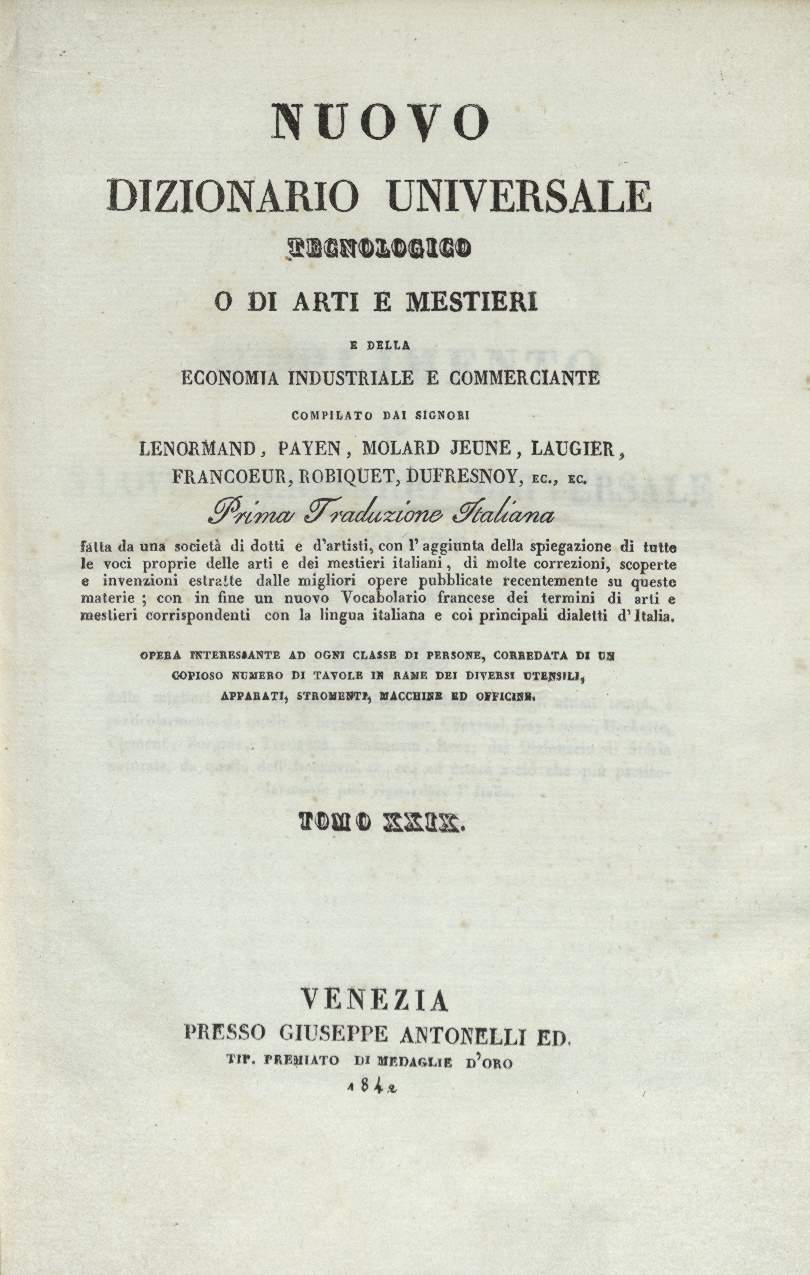 NUOVO
DIZIONARIO UNIVERSALE
TECNOLOGICO
O DI ARTI E MESTIERI
E DELLA
ECONOMIA INDUSTRIALE E COMMERCIANTE
COMPILATO DAI SIGNORI
LENORMAND, PAYEN, MOLARD JEUNE, LAUGIER,
FRANCOEUR, ROBIQUET, DUFRESNOY, EC., EC.
Prima Traduzione Italiana
fatta da una società di dotti e d'artisti, con l'aggiunta della spiegazione di tutte
le voci proprie delle arti e dei mestieri italiani, di molte correzioni, scoperte
e invenzioni estratte dalle migliori opere pubblicate recentemente su queste
materie; con in fine un nuovo Vocabolario francese dei termini di arti e
mestieri corrispondenti con la lingua italiana e coi principali dialetti d'Italia.
OPERA INTERESSANTE AD OGNI CLASSE DI PERSONE, CORREDATA DI UN
COPIOSO NUMERO DI TAVOLE IN RAME DEI DIVERSI UTENSILI,
APPARATI, STROMENTI, MACCHINE ED OFFICINE.
TOMO XXIX.
VENEZIA
PRESSO GIUSEPPE ANTONELLI ED.
TIP. PREMIATO DI MEDAGLIE D'ORO
1842